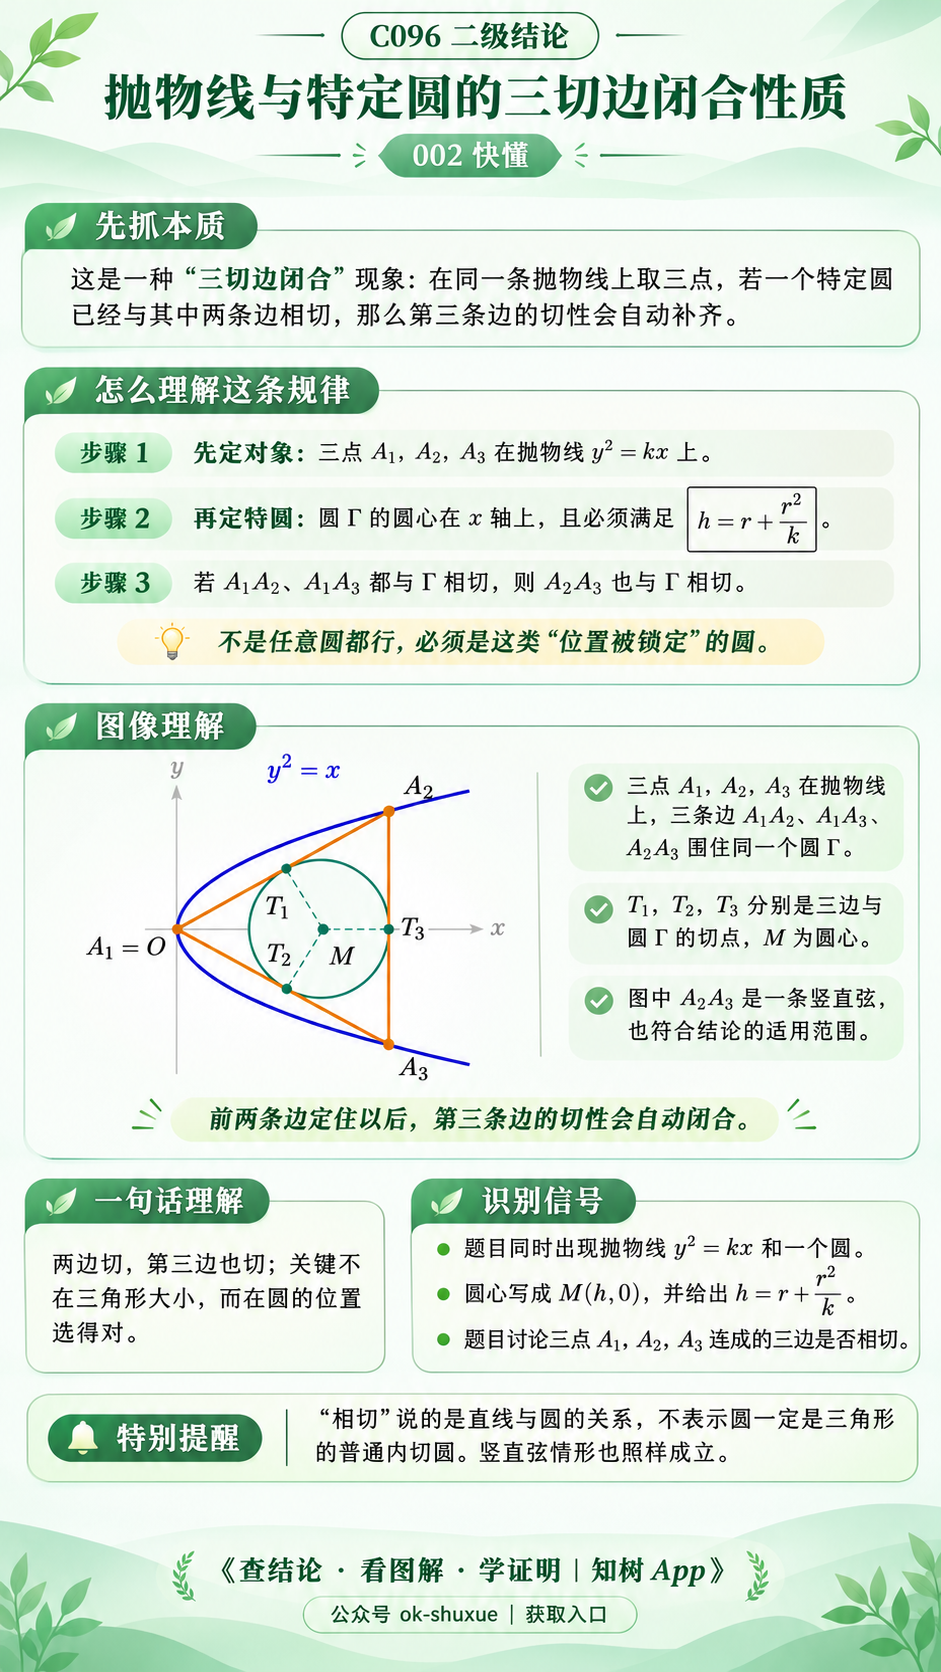 C096 二级结论
抛物线与特定圆的三切边闭合性质
002 快懂
先抓本质
这是一种“三切边闭合”现象：在同一条抛物线上取三点，若一个特定圆
已经与其中两条边相切，那么第三条边的切性会自动补齐。
怎么理解这条规律
步骤 1 先定对象：三点 A₁，A₂，A₃ 在抛物线 y² = kx 上。
步骤 2 再定特圆：圆 Γ 的圆心在 x 轴上，且必须满足 h = r + r²/k 。
步骤 3 若 A₁A₂、A₁A₃ 都与 Γ 相切，则 A₂A₃ 也与 Γ 相切。
不是任意圆都行，必须是这类“位置被锁定”的圆。
图像理解
y
y² = x
A₂
T₁
A₁ = O
T₂
M
T₃
x
A₃
三点 A₁，A₂，A₃ 在抛物线
上，三条边 A₁A₂、A₁A₃、
A₂A₃ 围住同一个圆 Γ。
T₁，T₂，T₃ 分别是三边与
圆 Γ 的切点，M 为圆心。
图中 A₂A₃ 是一条竖直弦，
也符合结论的适用范围。
前两条边定住以后，第三条边的切性会自动闭合。
一句话理解
两边切，第三边也切；关键不
在三角形大小，而在圆的位置
选得对。
识别信号
题目同时出现抛物线 y² = kx 和一个圆。
圆心写成 M(h,0)，并给出 h = r + r²/k 。
题目讨论三点 A₁，A₂，A₃ 连成的三边是否相切。
特别提醒
“相切”说的是直线与圆的关系，不表示圆一定是三角形
的普通内切圆。竖直弦情形也照样成立。
《查结论 · 看图解 · 学证明 | 知树 App》
公众号 ok-shuxue | 获取入口